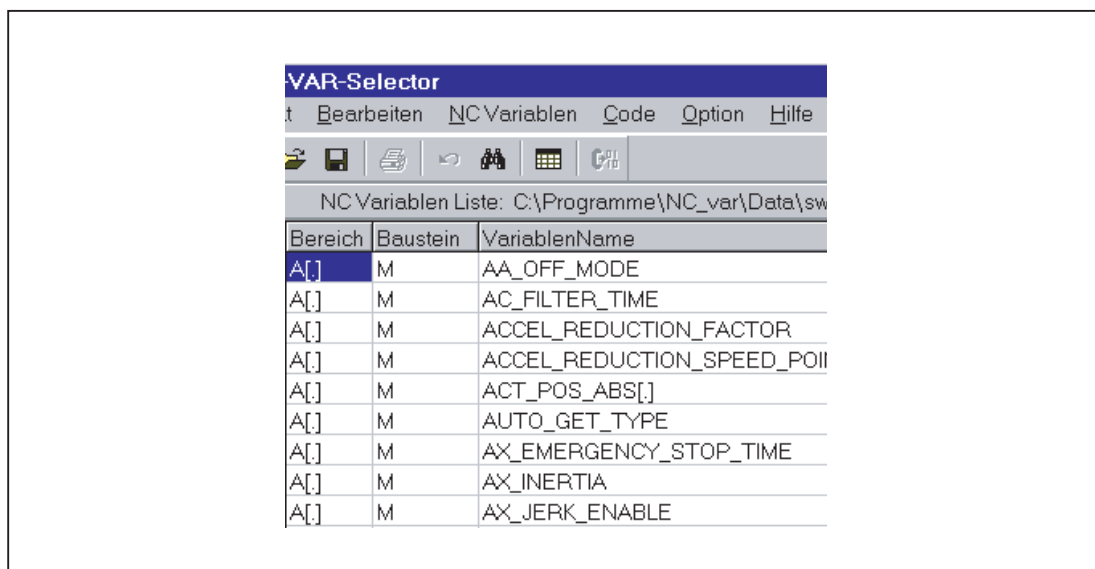 -VAR-Selector
t Bearbeiten NC Variablen Code Option Hilfe
NC Variablen Liste: C:\Programme\NC_var\Data\sw
Bereich Baustein VariablenName
A[.] M AA_OFF_MODE
A[.] M AC_FILTER_TIME
A[.] M ACCEL_REDUCTION_FACTOR
A[.] M ACCEL_REDUCTION_SPEED_POI
A[.] M ACT_POS_ABS[.]
A[.] M AUTO_GET_TYPE
A[.] M AX_EMERGENCY_STOP_TIME
A[.] M AX_INERTIA
A[.] M AX_JERK_ENABLE